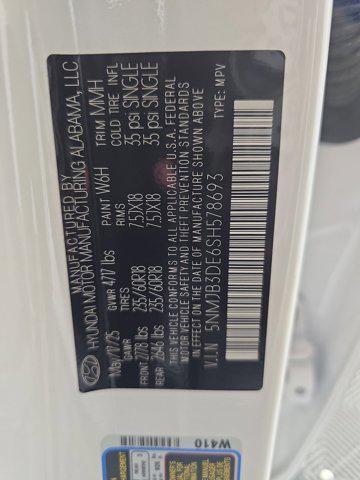 MANUFACTURED BY
HYUNDAI MOTOR MANUFACTURING ALABAMA, LLC
May/17/25 GVWR 4717 lbs PAINT W6H TRIM MMH
GAWR TIRES RIMS COLD TIRE INFL
FRONT 2778 lbs 235/60R18 7.5JX18 35 psi SINGLE
REAR 2646 lbs 235/60R18 7.5JX18 35 psi SINGLE
THIS VEHICLE CONFORMS TO ALL APPLICABLE U.S.A. FEDERAL
MOTOR VEHICLE SAFETY AND THEFT PREVENTION STANDARDS
IN EFFECT ON THE DATE OF MANUFACTURE SHOWN ABOVE
V.I.N 5NMJB3DE6SH578693 TYPE: MPV
W410